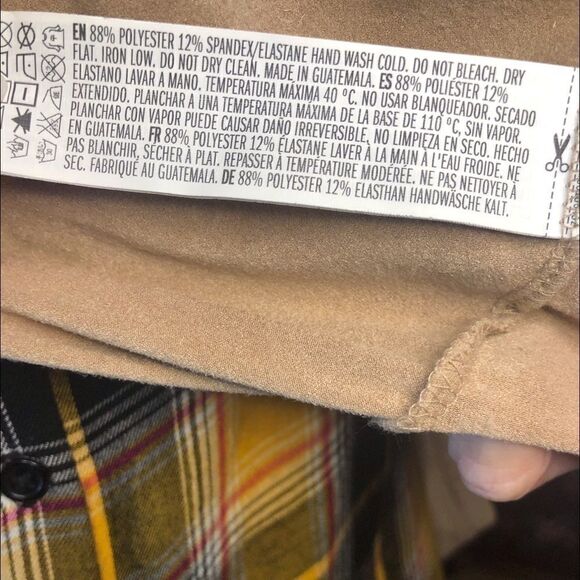 EN 88% POLYESTER 12% SPANDEX/ELASTANE HAND WASH COLD. DO NOT BLEACH. DRY
FLAT. IRON LOW. DO NOT DRY CLEAN. MADE IN GUATEMALA. ES 88% POLIÉSTER 12%
ELASTANO LAVAR A MANO. TEMPERATURA MÁXIMA 40 ºC. NO USAR BLANQUEADOR. SECADO
EXTENDIDO. PLANCHAR A UNA TEMPERATURA MÁXIMA DE LA BASE DE 110 ºC, SIN VAPOR.
PLANCHAR CON VAPOR PUEDE CAUSAR DAÑO IRREVERSIBLE. NO LIMPIEZA EN SECO. HECHO
EN GUATEMALA. FR 88% POLYESTER 12% ÉLASTANE LAVER À LA MAIN À L'EAU FROIDE. NE
PAS BLANCHIR, SÉCHER À PLAT. REPASSER À TEMPÉRATURE MODÉRÉE. NE PAS NETTOYER À
SEC. FABRIQUÉ AU GUATEMALA. DE 88% POLYESTER 12% ELASTHAN HANDWÄSCHE KALT.